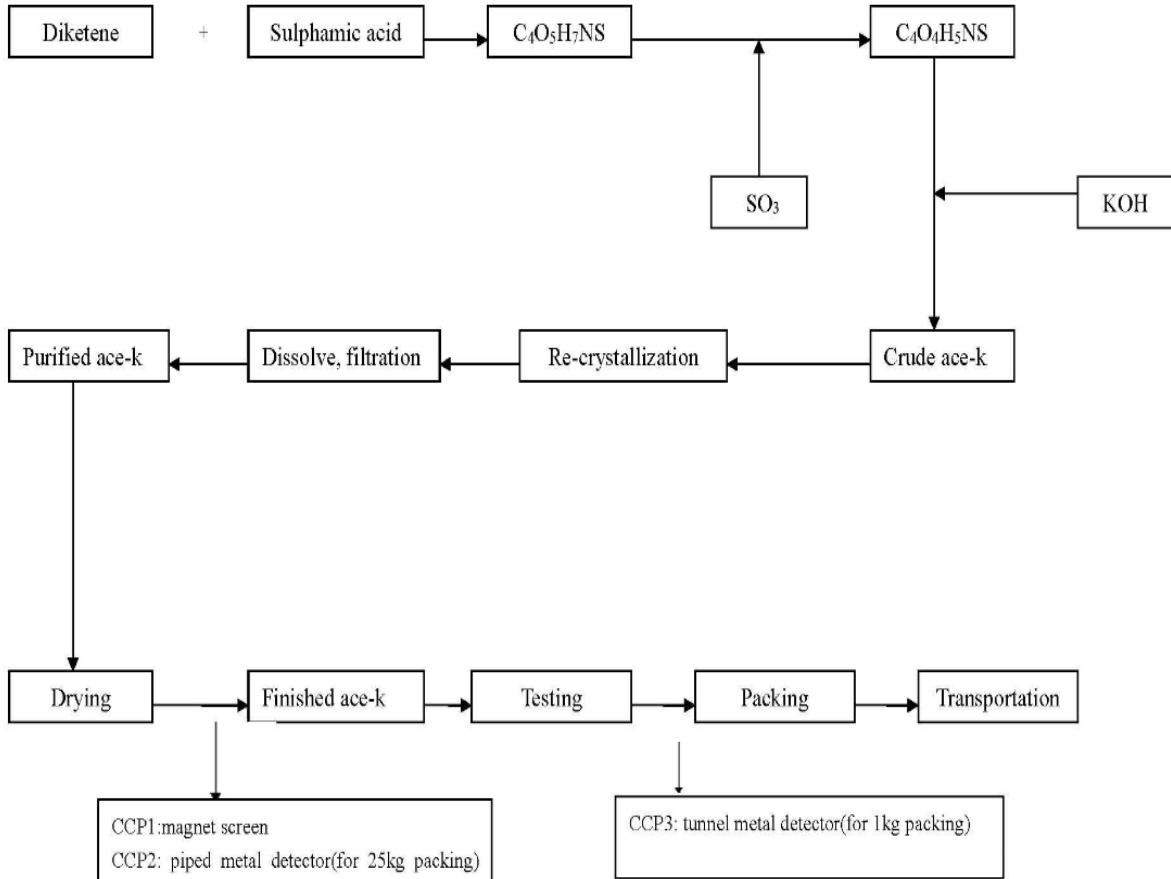 Diketene + Sulphamic acid C₄O₅H₇NS C₄O₄H₅NS
SO₃ KOH
Purified ace-k Dissolve, filtration Re-crystallization Crude ace-k
Drying Finished ace-k Testing Packing Transportation
CCP1:magnet screen
CCP2: piped metal detector(for 25kg packing)
CCP3: tunnel metal detector(for 1kg packing)